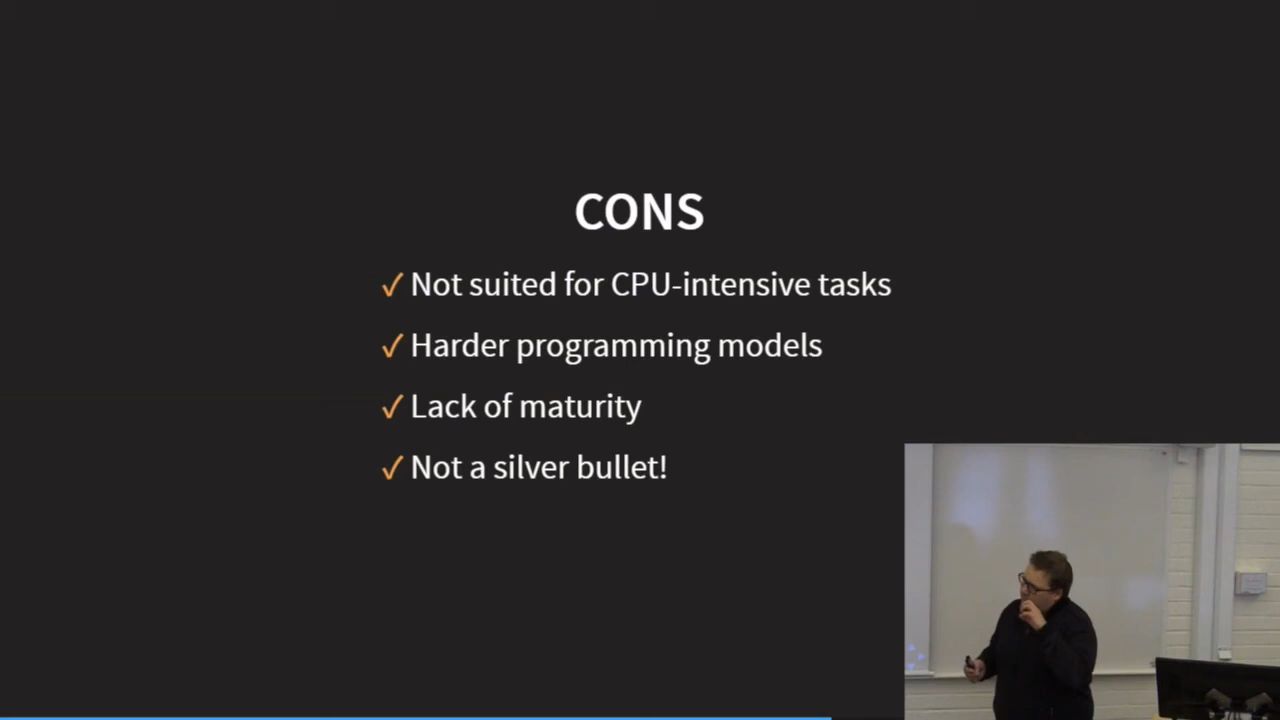 CONS
✓ Not suited for CPU-intensive tasks
✓ Harder programming models
✓ Lack of maturity
✓ Not a silver bullet!